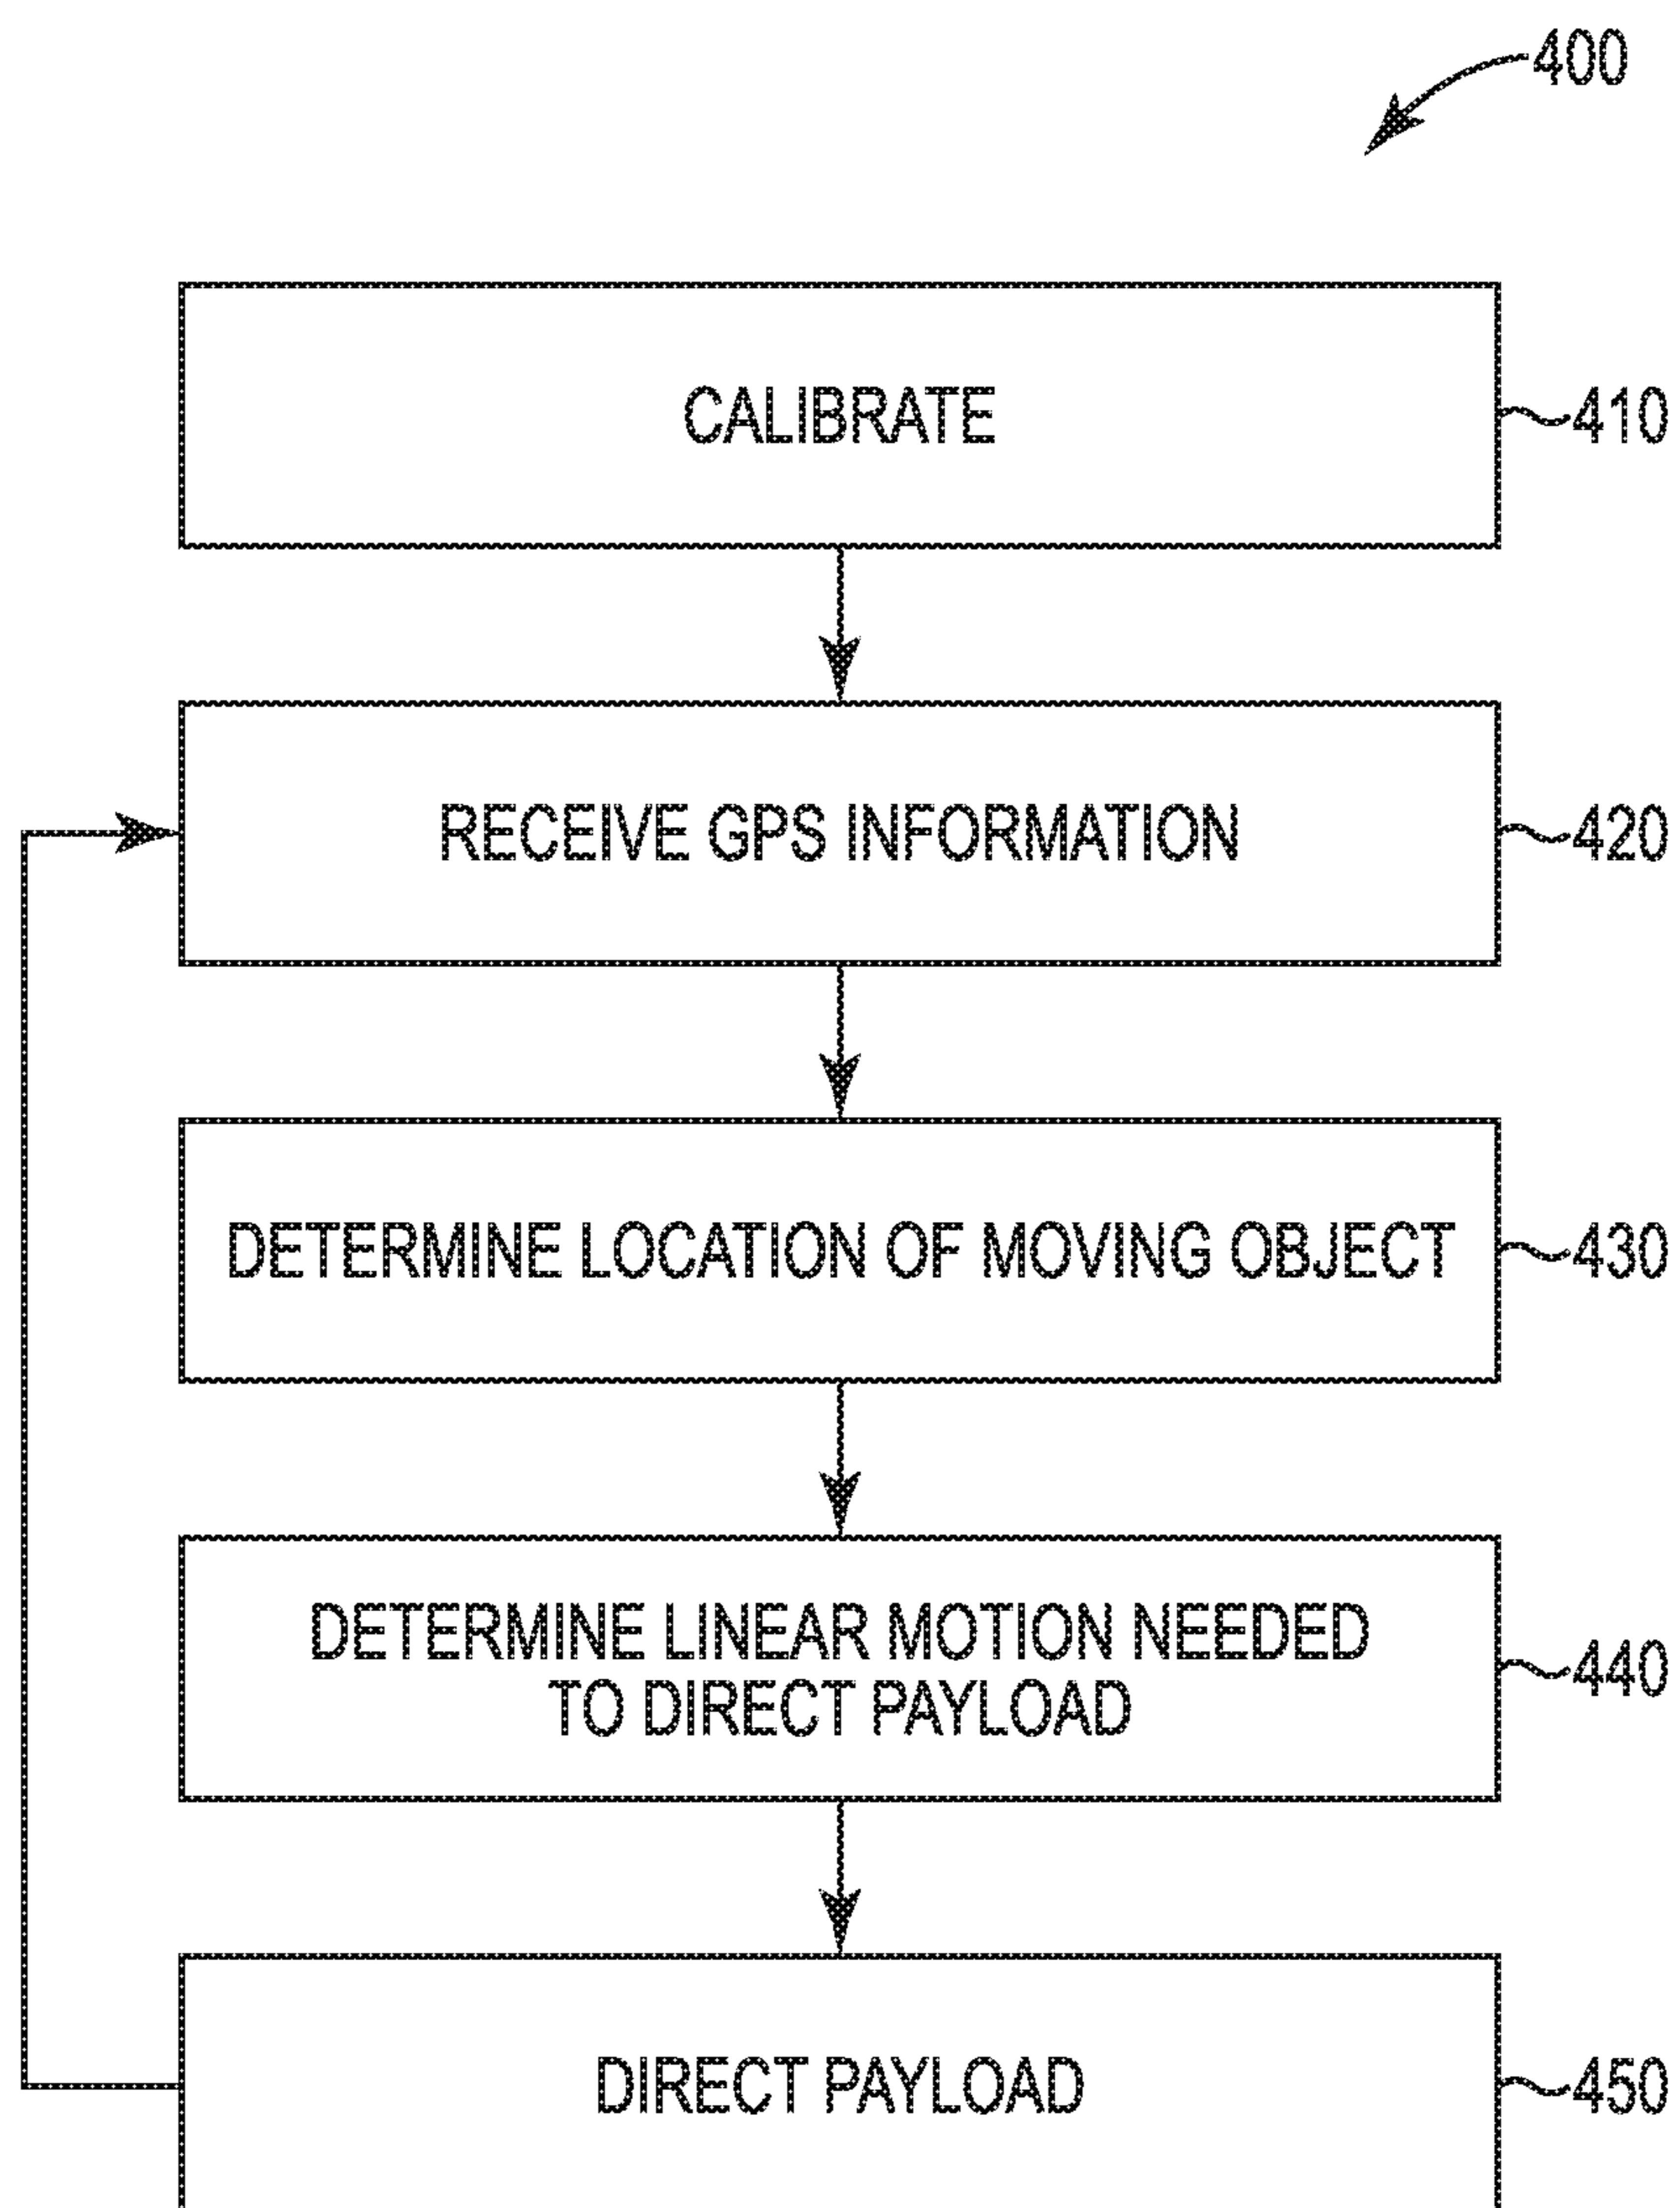 400
CALIBRATE
410
RECEIVE GPS INFORMATION
420
DETERMINE LOCATION OF MOVING OBJECT
430
DETERMINE LINEAR MOTION NEEDED
TO DIRECT PAYLOAD
440
DIRECT PAYLOAD
450